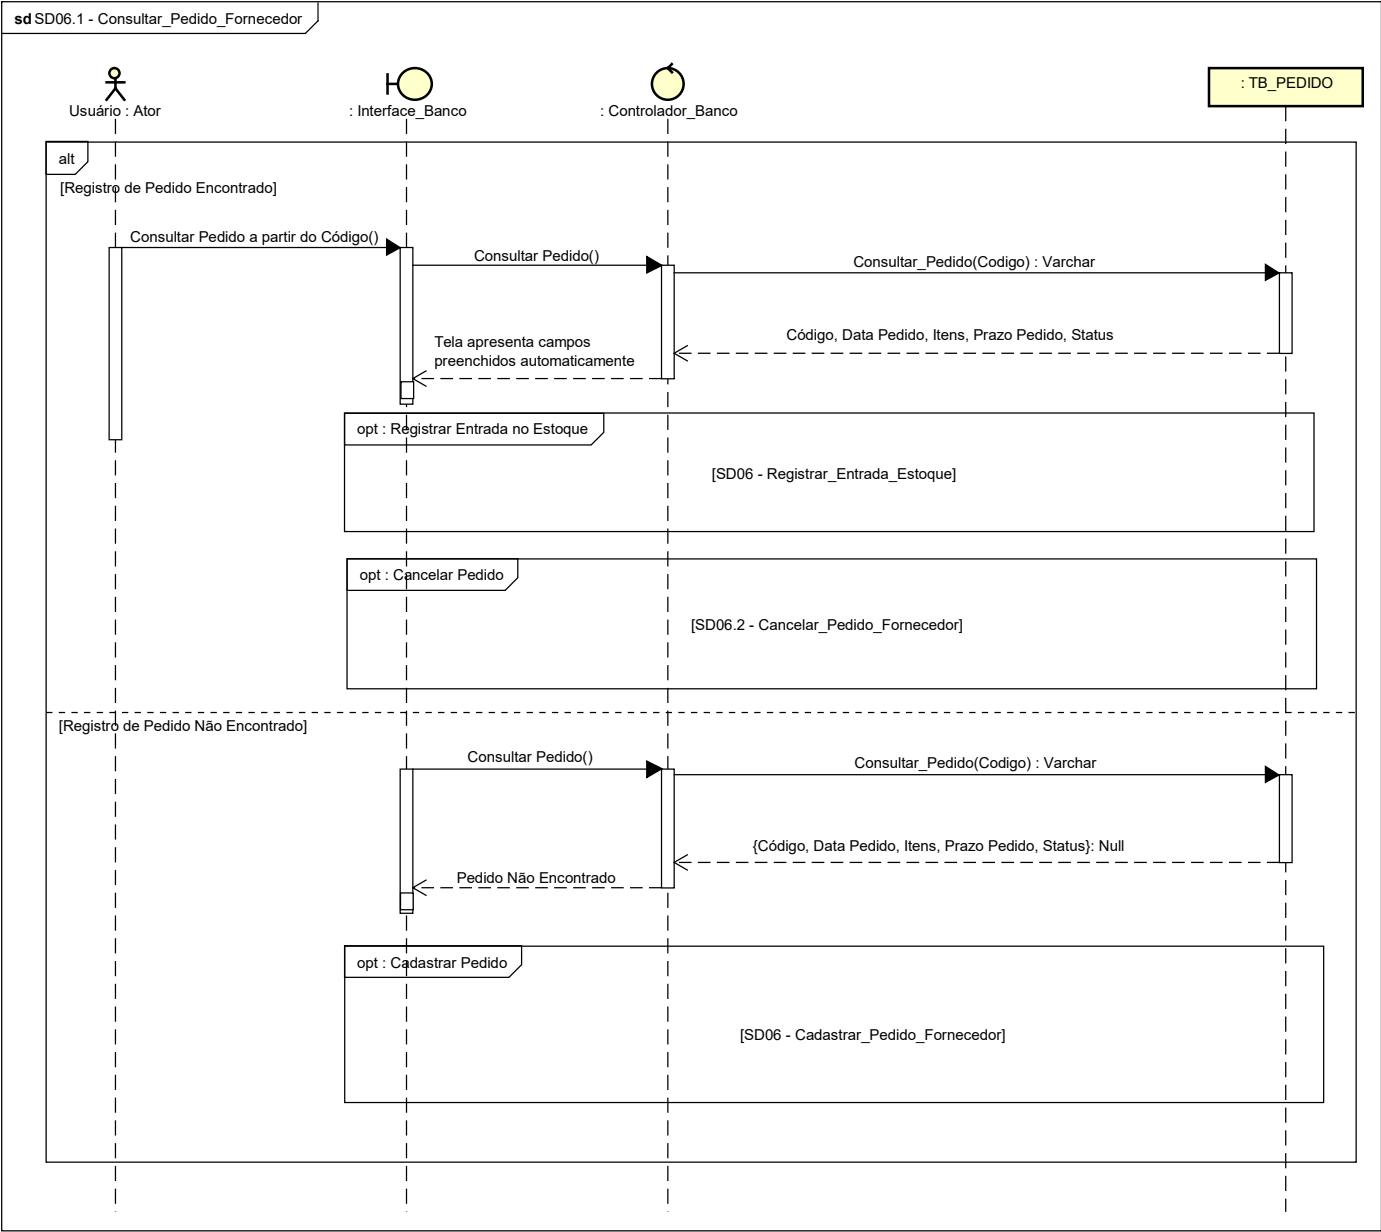 sd SD06.1 - Consultar_Pedido_Fornecedor
Usuário : Ator
: Interface_Banco
: Controlador_Banco
: TB_PEDIDO
alt
[Registro de Pedido Encontrado]
Consultar Pedido a partir do Código()
Consultar Pedido()
Consultar_Pedido(Codigo) : Varchar
Código, Data Pedido, Itens, Prazo Pedido, Status
Tela apresenta campos
preenchidos automaticamente
opt : Registrar Entrada no Estoque
[SD06 - Registrar_Entrada_Estoque]
opt : Cancelar Pedido
[SD06.2 - Cancelar_Pedido_Fornecedor]
[Registro de Pedido Não Encontrado]
Consultar Pedido()
Consultar_Pedido(Codigo) : Varchar
{Código, Data Pedido, Itens, Prazo Pedido, Status}: Null
Pedido Não Encontrado
opt : Cadastrar Pedido
[SD06 - Cadastrar_Pedido_Fornecedor]